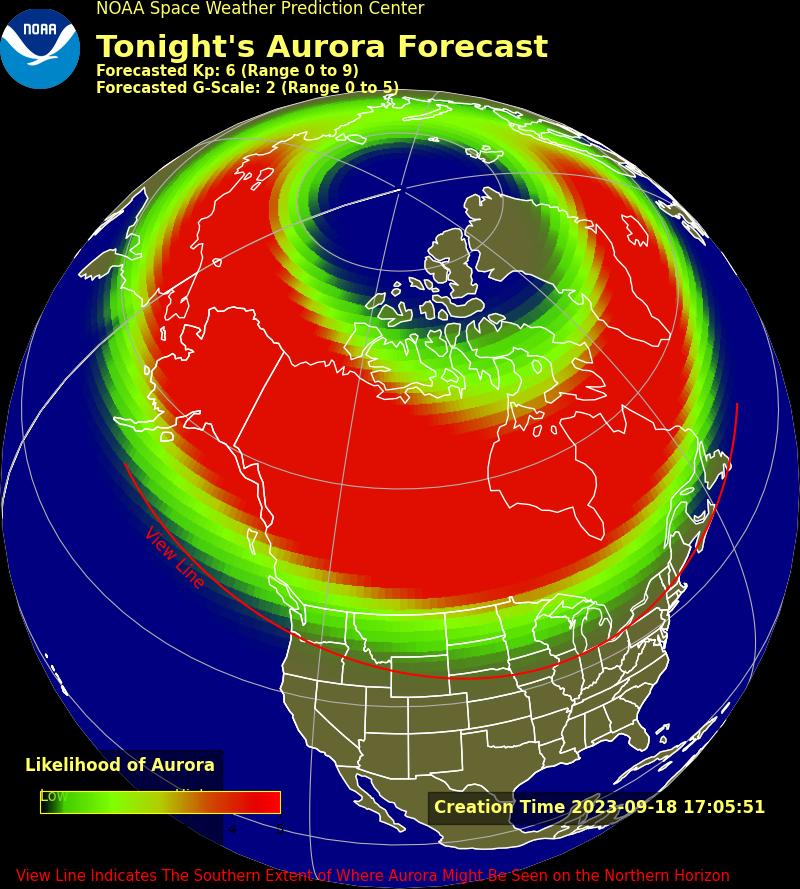 NOAA Space Weather Prediction Center
NOAA
Tonight's Aurora Forecast
Forecasted Kp: 6 (Range 0 to 9)
Forecasted G-Scale: 2 (Range 0 to 5)
View Line
Likelihood of Aurora
Low
Creation Time 2023-09-18 17:05:51
4
View Line Indicates The Southern Extent of Where Aurora Might Be Seen on the Northern Horizon